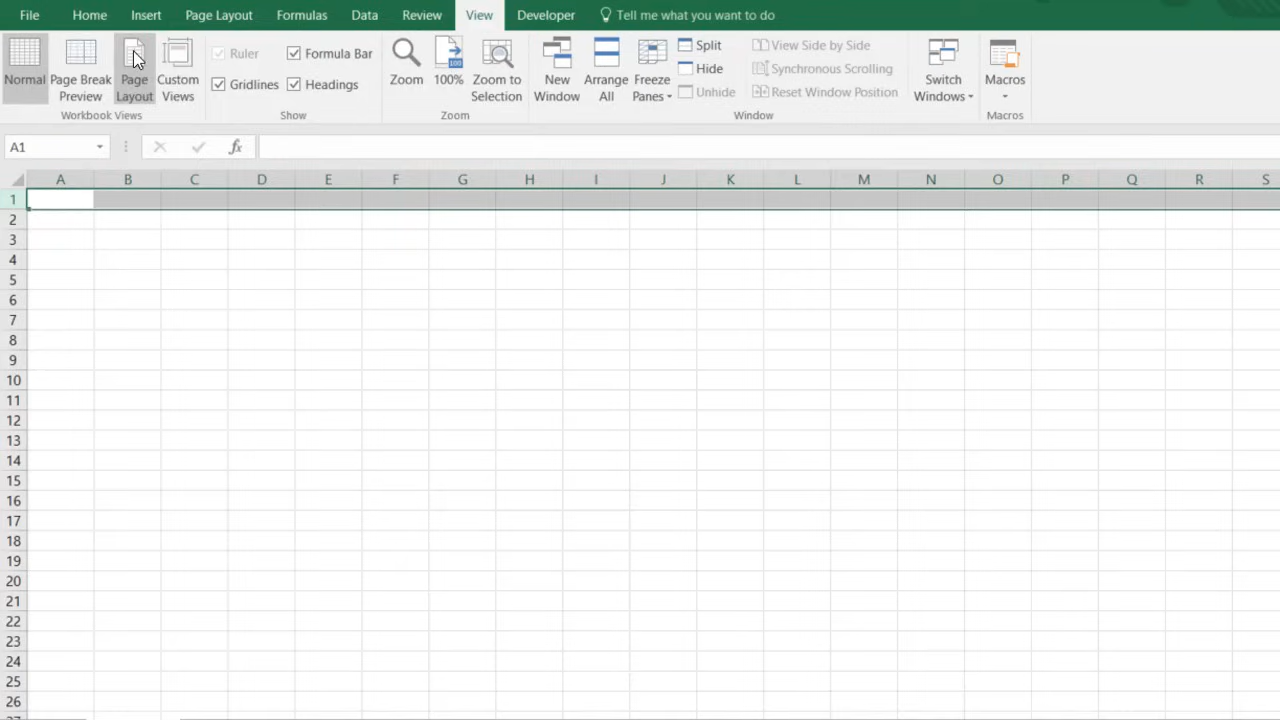 File Home Insert Page Layout Formulas Data Review View Developer Tell me what you want to do
Normal Page Break Preview Page Layout Custom Views
Ruler Formula Bar
Gridlines Headings
Zoom 100% Zoom to Selection
New Window Arrange All Freeze Panes
Split
Hide
Unhide
View Side by Side
Synchronous Scrolling
Reset Window Position
Switch Windows
Macros
Workbook Views Show Zoom Window Macros
A1 fx
A B C D E F G H I J K L M N O P Q R S
1
2
3
4
5
6
7
8
9
10
11
12
13
14
15
16
17
18
19
20
21
22
23
24
25
26